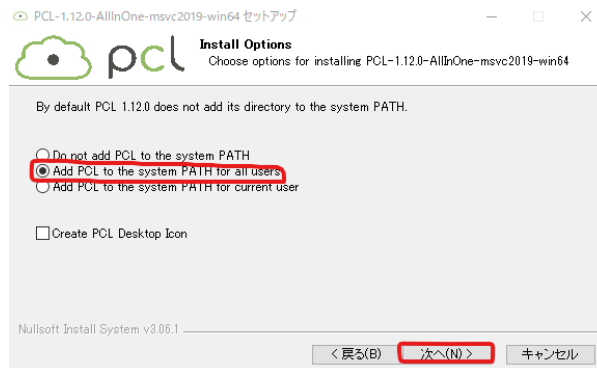 PCL-1.12.0-AllInOne-msvc2019-win64 セットアップ
pcl
Install Options
Choose options for installing PCL-1.12.0-AllInOne-msvc2019-win64
By default PCL 1.12.0 does not add its directory to the system PATH.
Do not add PCL to the system PATH
Add PCL to the system PATH for all users
Add PCL to the system PATH for current user
Create PCL Desktop Icon
Nullsoft Install System v3.06.1
< 戻る(B)
次へ(N) >
キャンセル